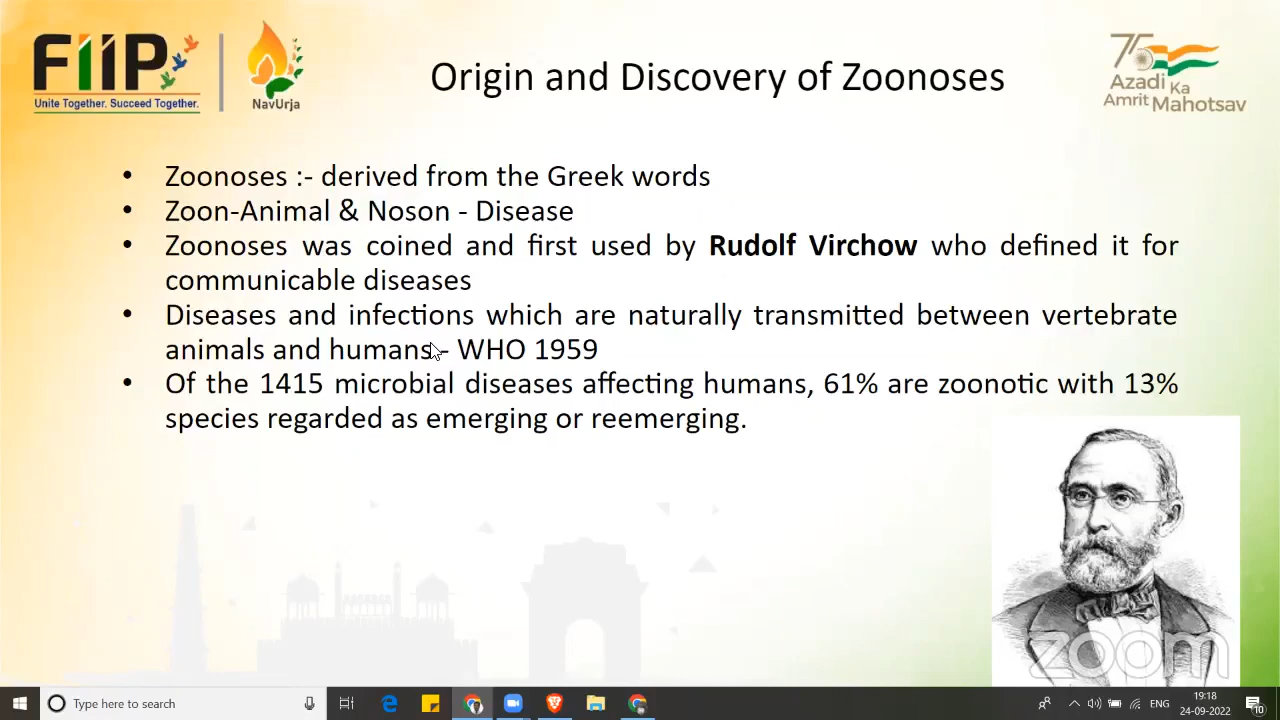 FIIP
Unite Together. Succeed Together.
NavUrja
Origin and Discovery of Zoonoses
75
Azadi
Ka
Amrit Mahotsav
• Zoonoses :- derived from the Greek words
• Zoon-Animal & Noson - Disease
• Zoonoses was coined and first used by Rudolf Virchow who defined it for
communicable diseases
• Diseases and infections which are naturally transmitted between vertebrate
animals and humans:- WHO 1959
• Of the 1415 microbial diseases affecting humans, 61% are zoonotic with 13%
species regarded as emerging or reemerging.
zoom
Type here to search
ENG
19:18
24-09-2022
10